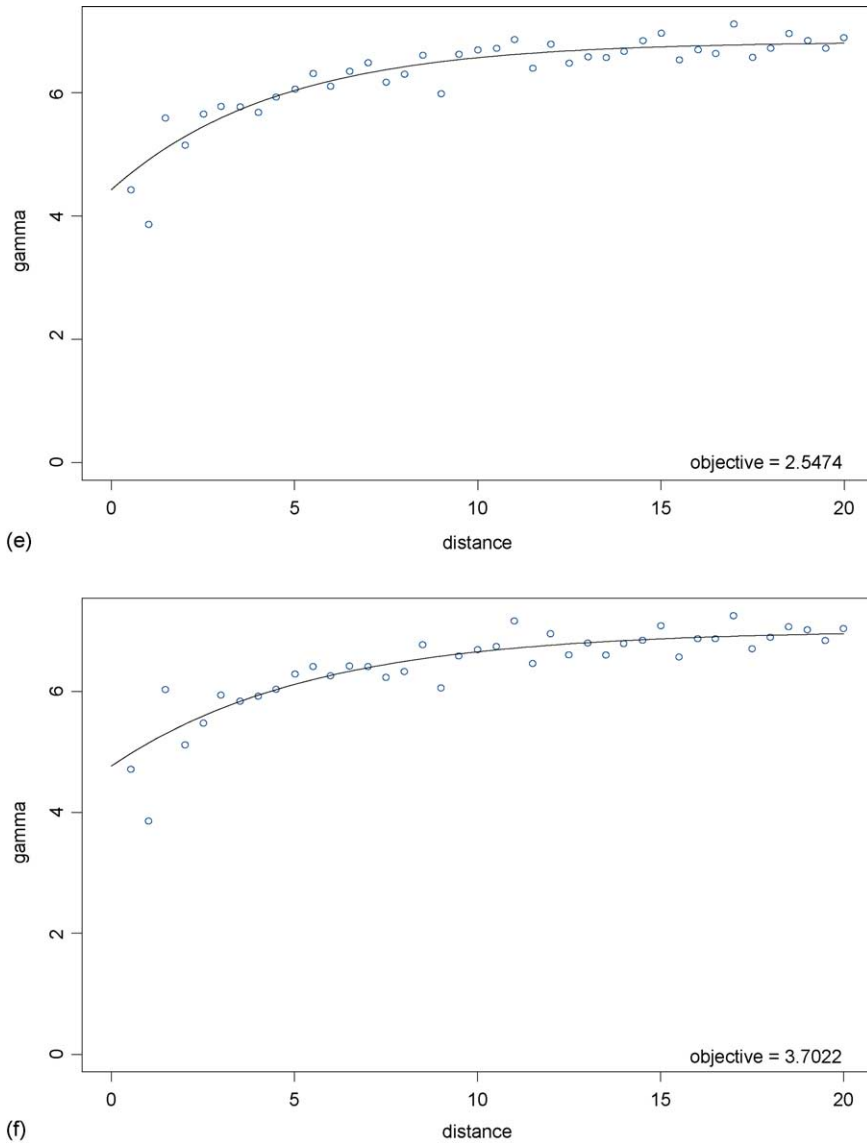 6
4
gamma
2
0
objective = 2.5474
0 5 10 15 20
(e)
distance
6
4
gamma
2
0
objective = 3.7022
0 5 10 15 20
(f)
distance